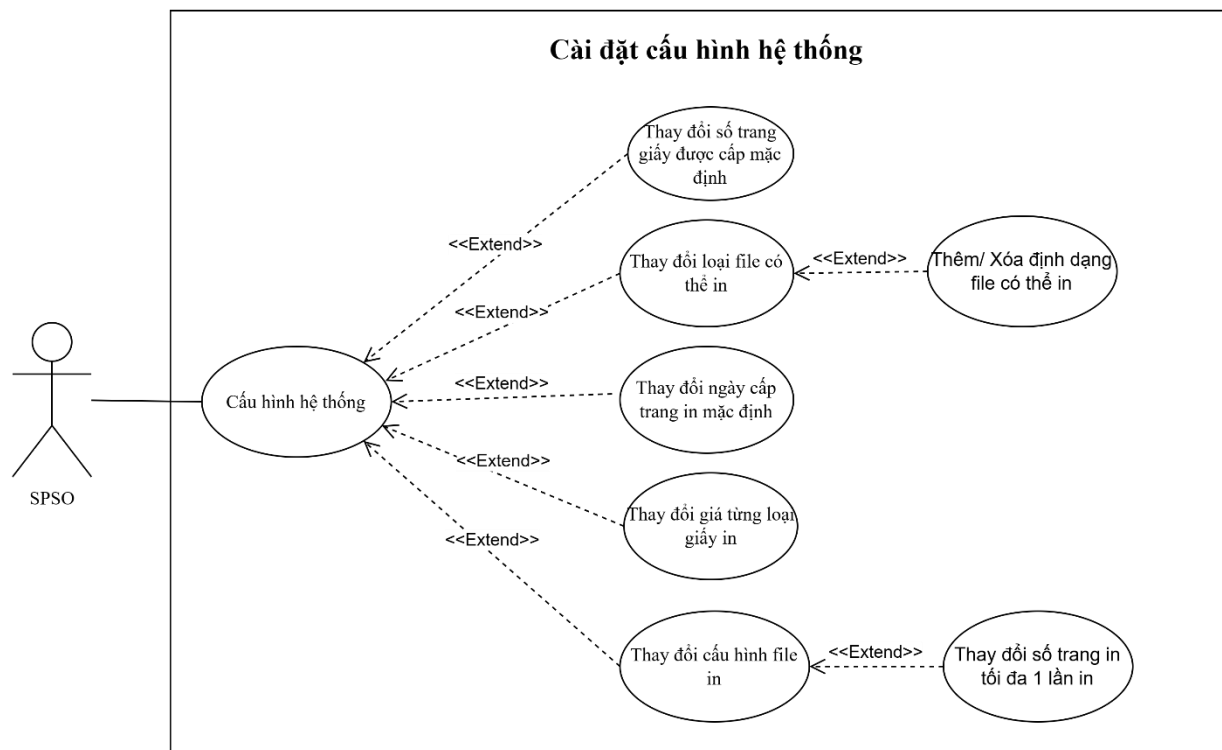 Cài đặt cấu hình hệ thống
Thay đổi số trang
giấy được cấp mặc
định
<<Extend>>
Thay đổi loại file có
thể in
<<Extend>>
Thêm/ Xóa định dạng
file có thể in
<<Extend>>
Cấu hình hệ thống
<<Extend>>
Thay đổi ngày cấp
trang in mặc định
<<Extend>>
SPSO
Thay đổi giá từng loại
giấy in
<<Extend>>
Thay đổi cấu hình file
in
<<Extend>>
Thay đổi số trang in
tối đa 1 lần in